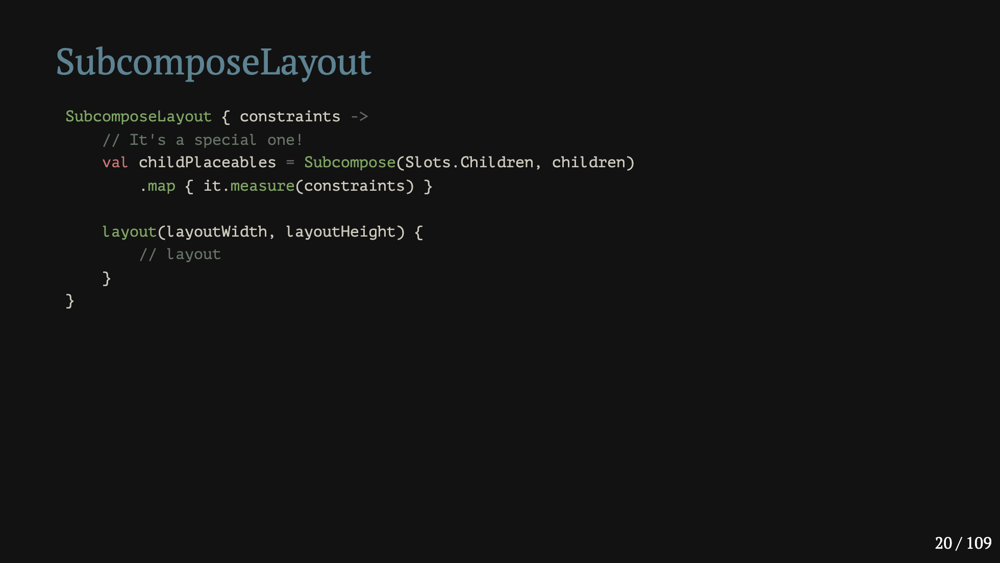 SubcomposeLayout
SubcomposeLayout { constraints ->
    // It's a special one!
    val childPlaceables = Subcompose(Slots.Children, children)
        .map { it.measure(constraints) }

    layout(layoutWidth, layoutHeight) {
        // layout
    }
}
20 / 109